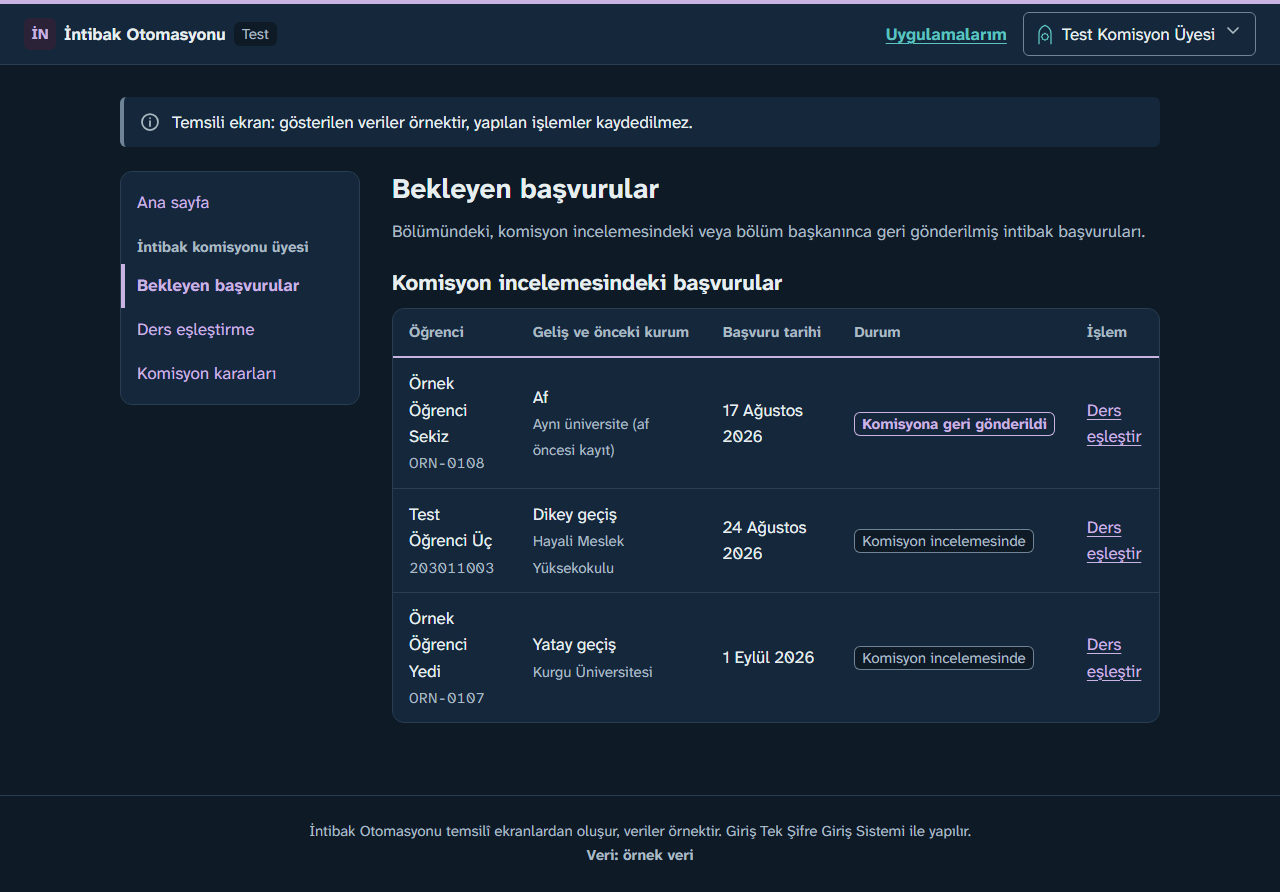 İN İntibak Otomasyonu Test
Uygulamalarım
Test Komisyon Üyesi
Temsili ekran: gösterilen veriler örnektir, yapılan işlemler kaydedilmez.
Ana sayfa
İntibak komisyonu üyesi
Bekleyen başvurular
Ders eşleştirme
Komisyon kararları
Bekleyen başvurular
Bölümündeki, komisyon incelemesindeki veya bölüm başkanınca geri gönderilmiş intibak başvuruları.
Komisyon incelemesindeki başvurular
Öğrenci Geliş ve önceki kurum Başvuru tarihi Durum İşlem
Örnek
Öğrenci
Sekiz
ORN-0108
Af
Aynı üniversite (af
öncesi kayıt)
17 Ağustos
2026
Komisyona geri gönderildi
Ders
eşleştir
Test
Öğrenci Üç
203011003
Dikey geçiş
Hayali Meslek
Yüksekokulu
24 Ağustos
2026
Komisyon incelemesinde
Ders
eşleştir
Örnek
Öğrenci
Yedi
ORN-0107
Yatay geçiş
Kurgu Üniversitesi
1 Eylül 2026
Komisyon incelemesinde
Ders
eşleştir
İntibak Otomasyonu temsilî ekranlardan oluşur, veriler örnektir. Giriş Tek Şifre Giriş Sistemi ile yapılır.
Veri: örnek veri